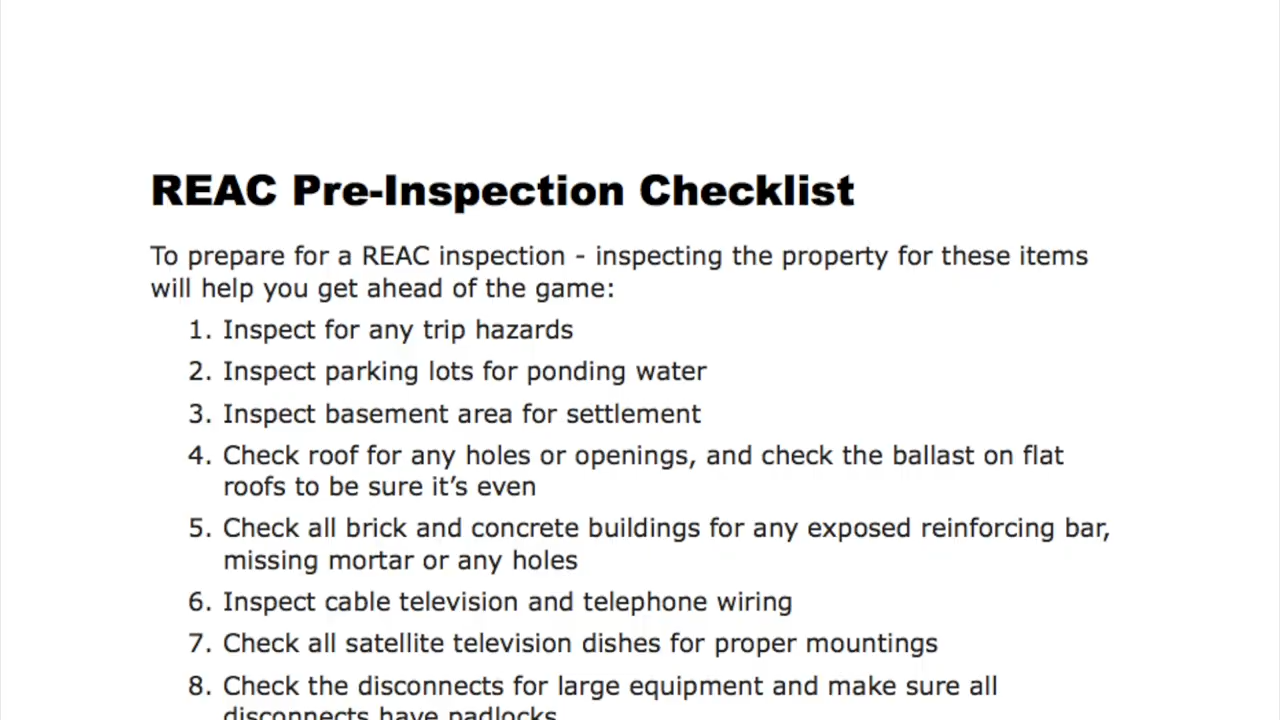 REAC Pre-Inspection Checklist
To prepare for a REAC inspection - inspecting the property for these items
will help you get ahead of the game:
1. Inspect for any trip hazards
2. Inspect parking lots for ponding water
3. Inspect basement area for settlement
4. Check roof for any holes or openings, and check the ballast on flat
roofs to be sure it’s even
5. Check all brick and concrete buildings for any exposed reinforcing bar,
missing mortar or any holes
6. Inspect cable television and telephone wiring
7. Check all satellite television dishes for proper mountings
8. Check the disconnects for large equipment and make sure all
disconnects have padlocks